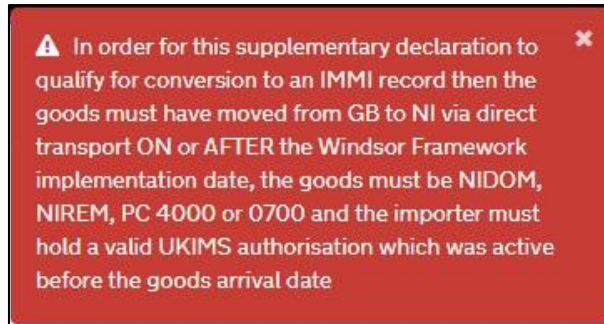 In order for this supplementary declaration to
qualify for conversion to an IMMI record then the
goods must have moved from GB to NI via direct
transport ON or AFTER the Windsor Framework
implementation date, the goods must be NIDOM,
NIREM, PC 4000 or 0700 and the importer must
hold a valid UKIMS authorisation which was active
before the goods arrival date